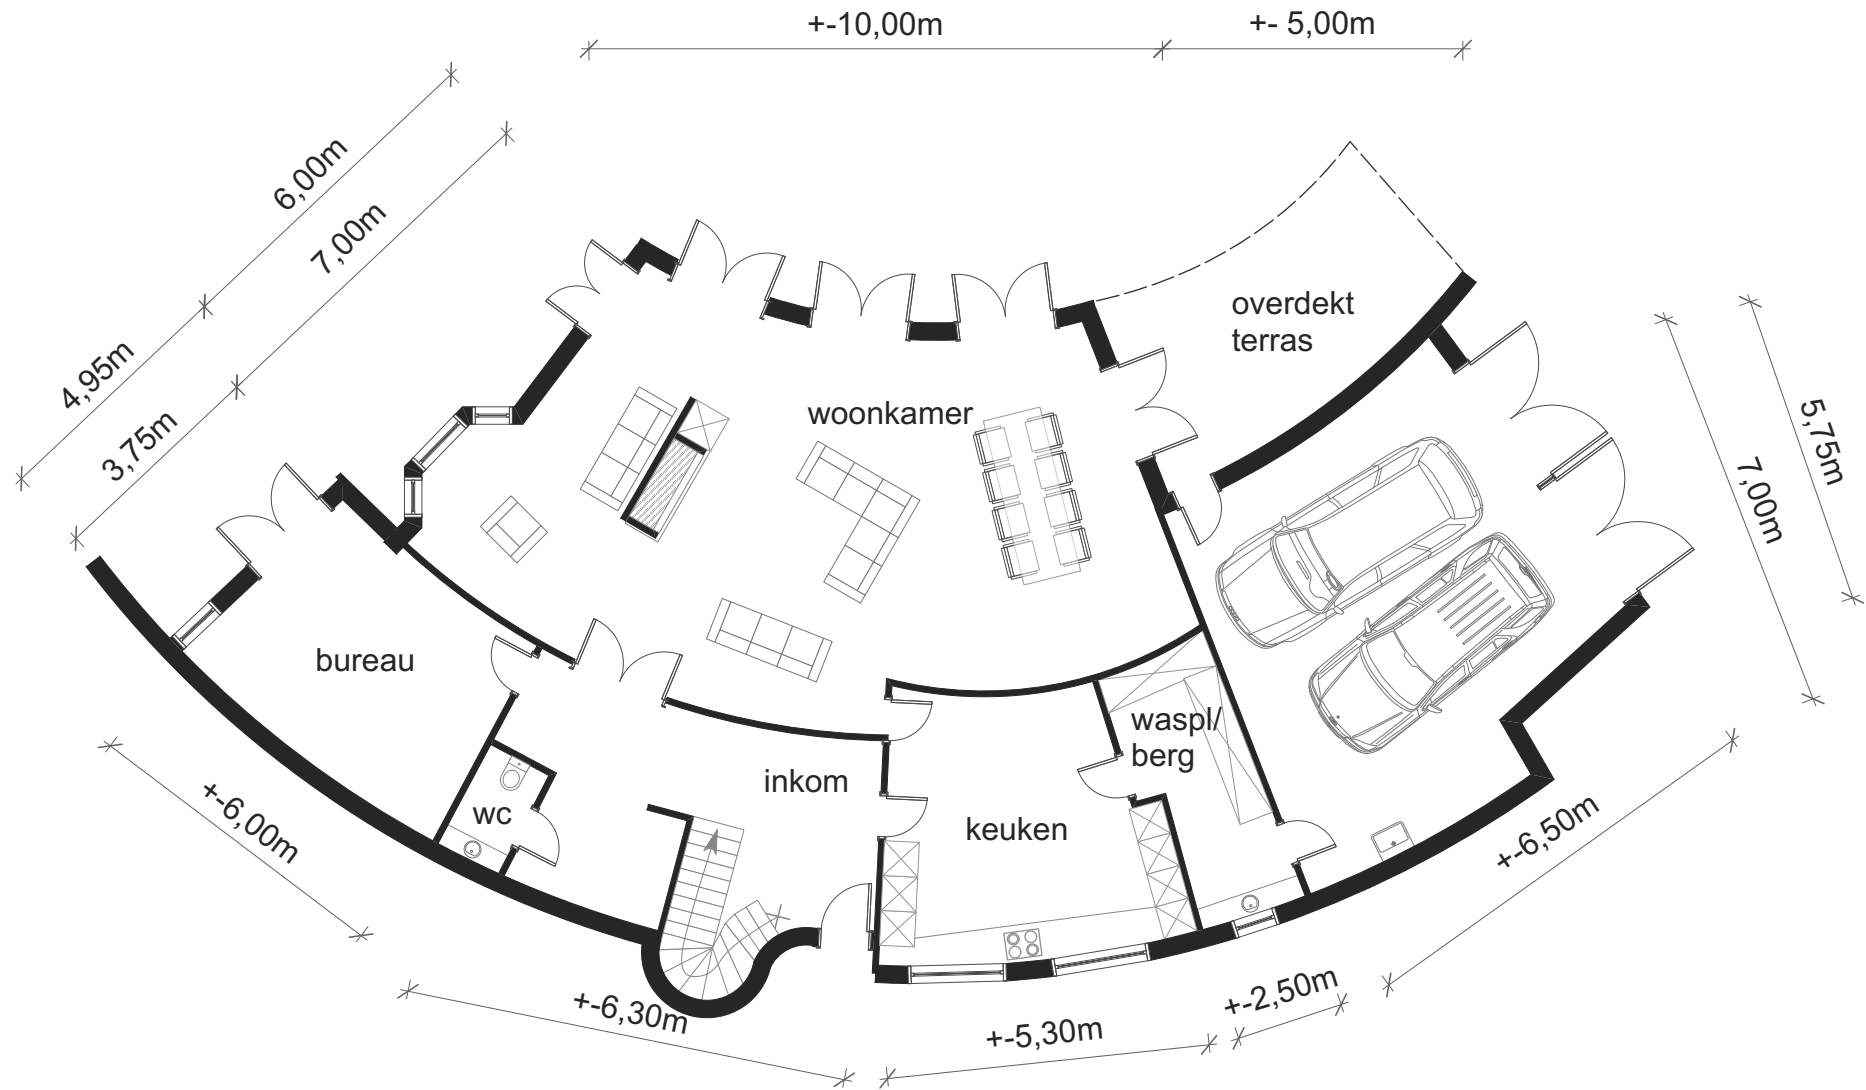 +-10,00m
+- 5,00m
6,00m
7,00m
4,95m
3,75m
overdekt
terras
woonkamer
5,75m
7,00m
bureau
waspl/
berg
inkom
wc
keuken
+-6,00m
+-6,50m
+-6,30m
+-5,30m
+-2,50m